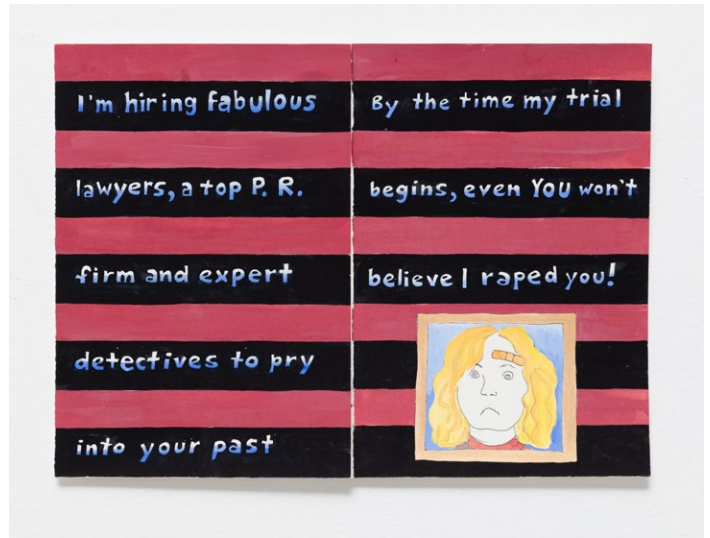 I'm hiring fabulous
lawyers, a top P. R.
firm and expert
detectives to pry
into your past
By the time my trial
begins, even YOU won't
believe I raped you!